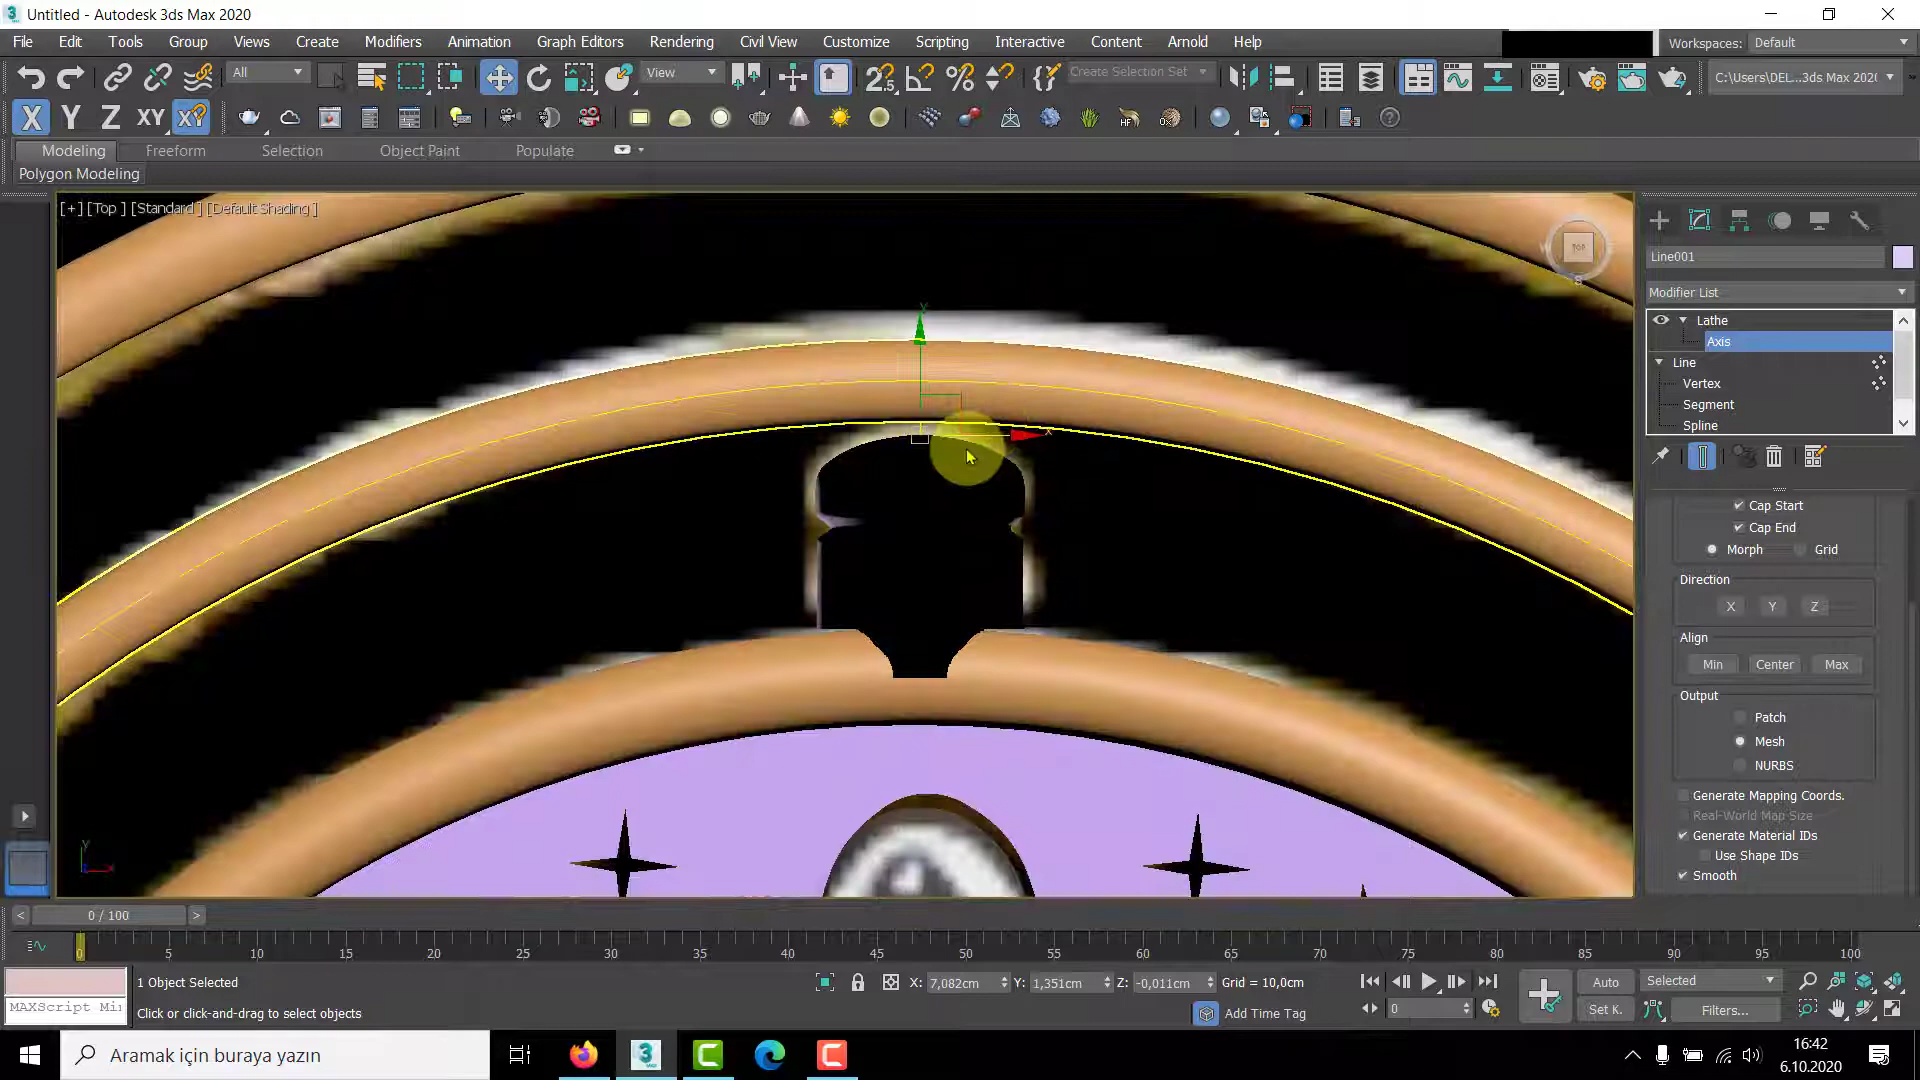 Untitled - Autodesk 3ds Max 2020
File Edit Tools Group Views Create Modifiers Animation Graph Editors Rendering Civil View Customize Scripting Interactive Content Arnold Help
Workspaces: Default
All
View
Create Selection Set
C:\Users\DEL...3ds Max 202(
X Y Z XY
Modeling Freeform Selection Object Paint Populate
Polygon Modeling
[ + ] [Top ] [Standard ] [Default Shading ]
TOP
Line001
Modifier List
Lathe
Axis
Line
Vertex
Segment
Spline
Cap Start
Cap End
Morph Grid
Direction
X Y Z
Align
Min Center Max
Output
Patch
Mesh
NURBS
Generate Mapping Coords.
Real-World Map Size
Generate Material IDs
Use Shape IDs
Smooth
< 0 / 100 >
0 5 10 15 20 25 30 35 40 45 50 55 60 65 70 75 80 85 90 95 100
1 Object Selected
X: 7,082cm Y: 1,351cm Z: -0,011cm Grid = 10,0cm
Auto Selected
MAXScript Mi
Click or click-and-drag to select objects
Add Time Tag
0
Set K. Filters...
Aramak için buraya yazın
16:42
6.10.2020